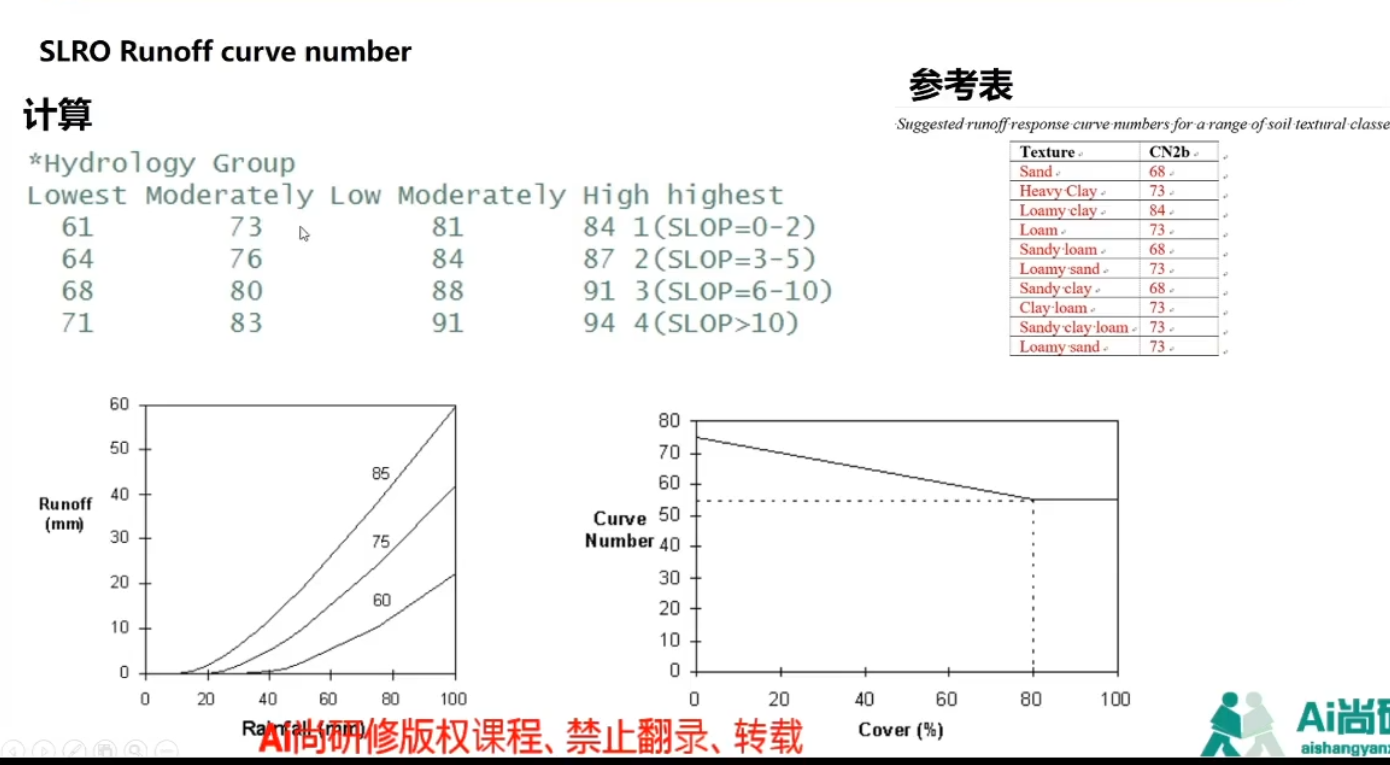 SLRO Runoff curve number
计算
*Hydrology Group
Lowest Moderately Low Moderately High highest
61 73 81 84 1(SLOP=0-2)
64 76 84 87 2(SLOP=3-5)
68 80 88 91 3(SLOP=6-10)
71 83 91 94 4(SLOP>10)
参考表
Suggested runoff response curve numbers for a range of soil textural classe
Texture CN2b
Sand 68
Heavy Clay 73
Loamy clay 84
Loam 73
Sandy loam 68
Loamy sand 73
Sandy clay 68
Clay loam 73
Sandy clay loam 73
Loamy sand 73
60
50
40
30
20
10
0
Runoff
(mm)
85
75
60
0 20 40 60 80 100
Rainfall (mm)
80
70
60
50
40
30
20
10
0
Curve
Number
0 20 40 60 80 100
Cover (%)
Ai尚研修版权课程、禁止翻录、转载
Ai尚
aishangyan